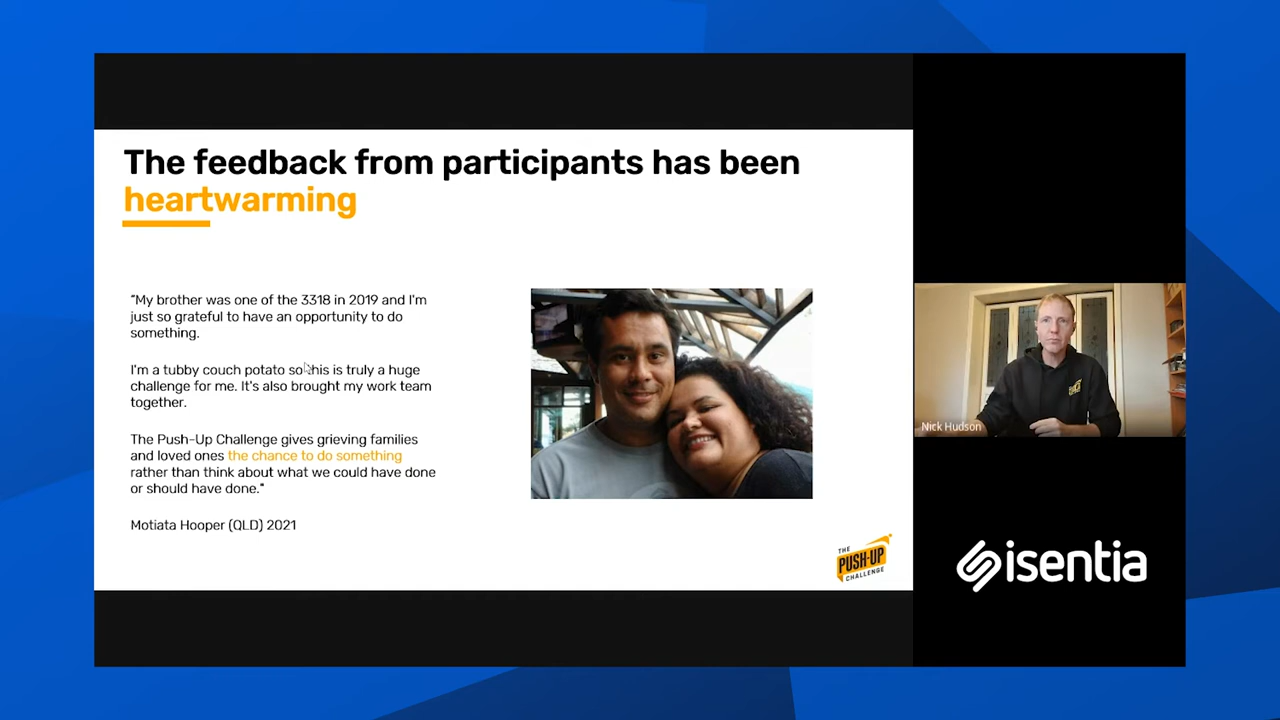 The feedback from participants has been
heartwarming
“My brother was one of the 3318 in 2019 and I'm
just so grateful to have an opportunity to do
something.
I'm a tubby couch potato so this is truly a huge
challenge for me. It's also brought my work team
together.
The Push-Up Challenge gives grieving families
and loved ones the chance to do something
rather than think about what we could have done
or should have done."
Motiata Hooper (QLD) 2021
THE
PUSH-UP
CHALLENGE
Nick Hudson
isentia